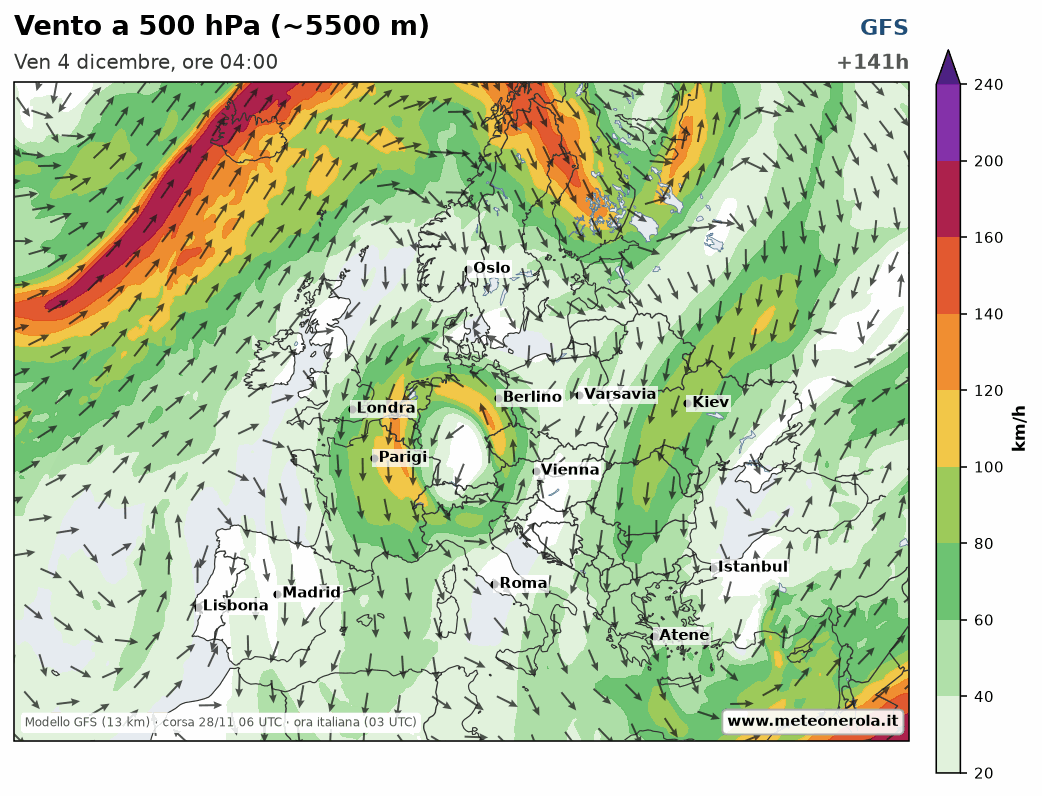 Vento a 500 hPa (~5500 m)
GFS
Ven 4 dicembre, ore 04:00
+141h
240
200
160
140
120
100
80
60
40
20
km/h
Oslo
Berlino
Varsavia
Kiev
Londra
Parigi
Vienna
Istanbul
Roma
Madrid
Lisbona
Atene
Modello GFS (13 km) · corsa 28/11 06 UTC · ora italiana (03 UTC)
www.meteonerola.it